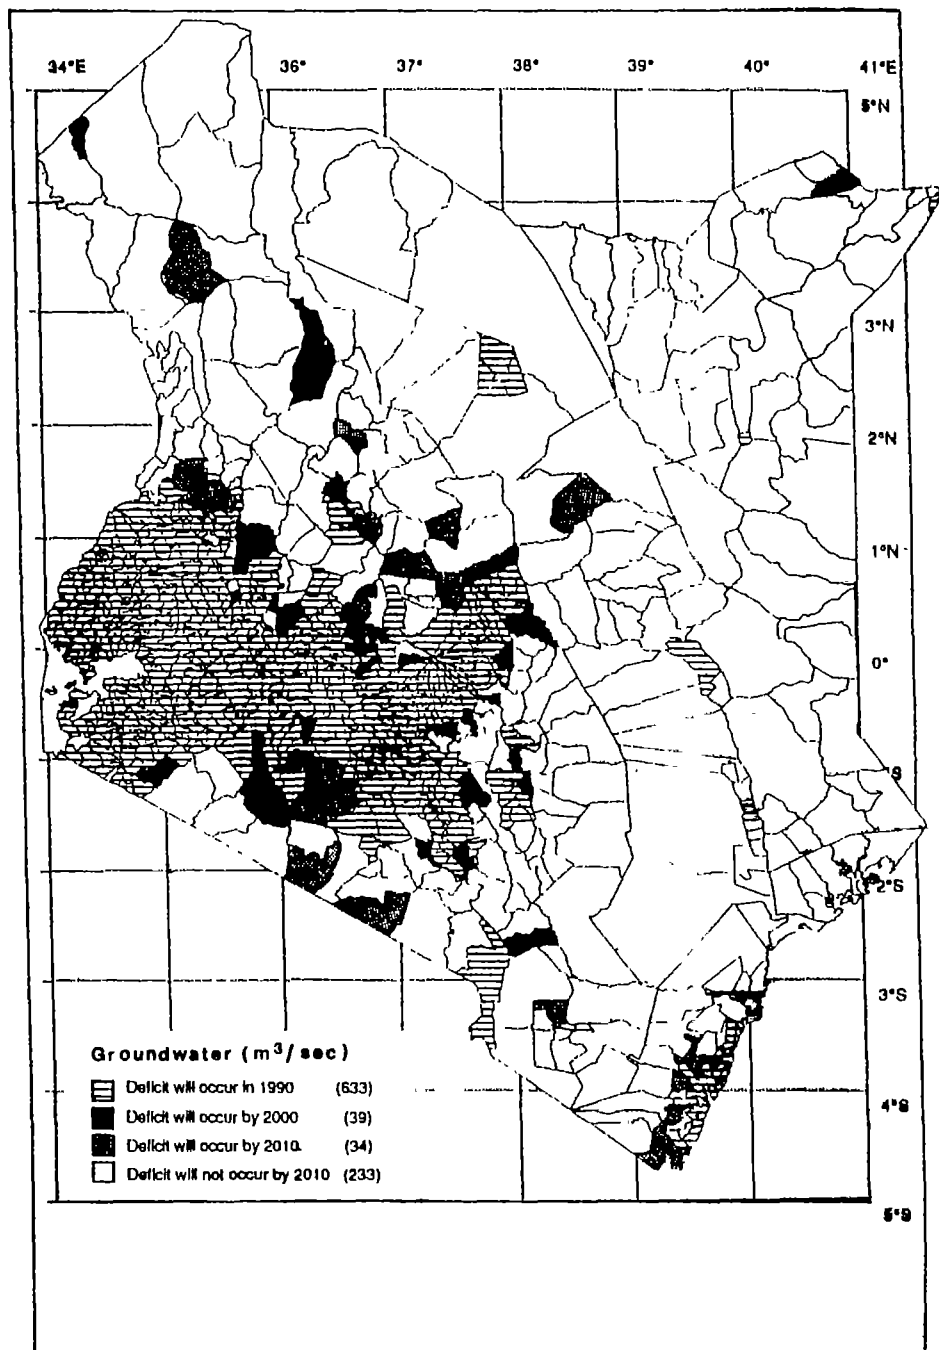 34°E 36° 37° 38° 39° 40° 41°E
5°N
3°N
2°N
1°N
0°
2°S
3°S
4°S
5°S
Groundwater (m³/sec)
Deficit will occur in 1990 (633)
Deficit will occur by 2000 (39)
Deficit will occur by 2010. (34)
Deficit will not occur by 2010 (233)